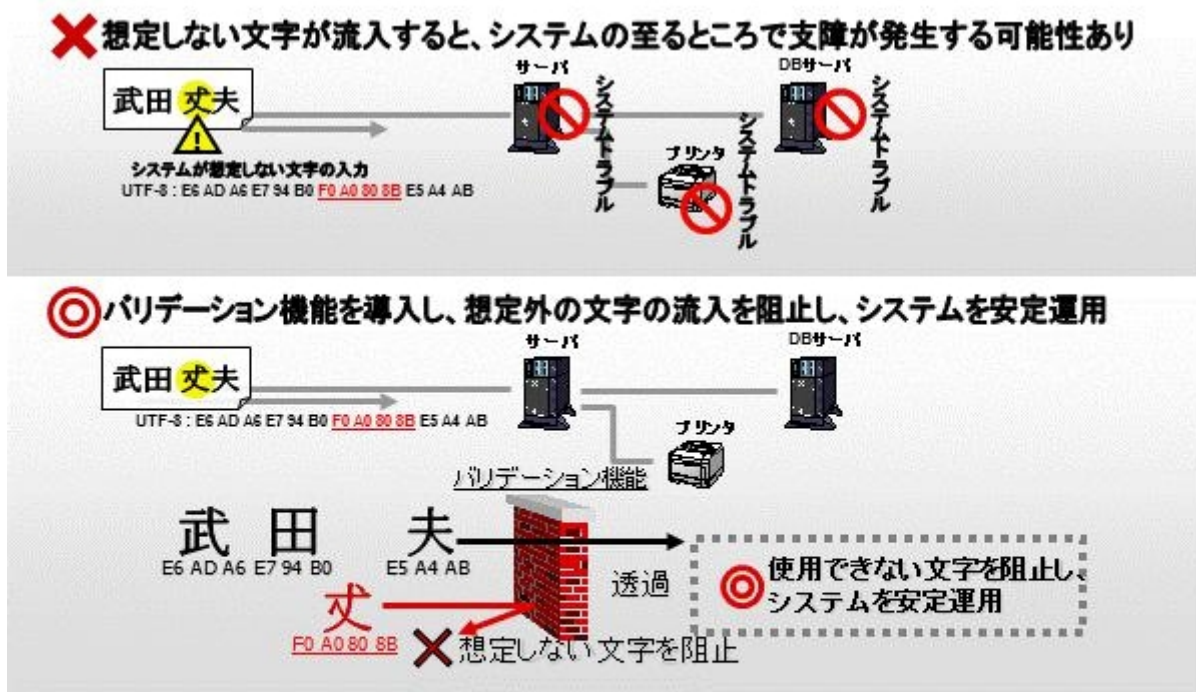 想定しない文字が流入すると、システムの至るところで支障が発生する可能性あり
サーバ
DBサーバ
武田 𠀋夫
システムトラブル
システムトラブル
システムトラブル
プリンタ
システムが想定しない文字の入力
UTF-8 : E6 AD A6 E7 94 B0 F0 A0 80 8B E5 A4 AB
バリデーション機能を導入し、想定外の文字の流入を阻止し、システムを安定運用
サーバ
DBサーバ
武田 𠀋夫
UTF-8 : E6 AD A6 E7 94 B0 F0 A0 80 8B E5 A4 AB
プリンタ
バリデーション機能
武 田 夫
E6 AD A6 E7 94 B0 E5 A4 AB
透過
使用できない文字を阻止し、
システムを安定運用
𠀋
F0 A0 80 8B
想定しない文字を阻止